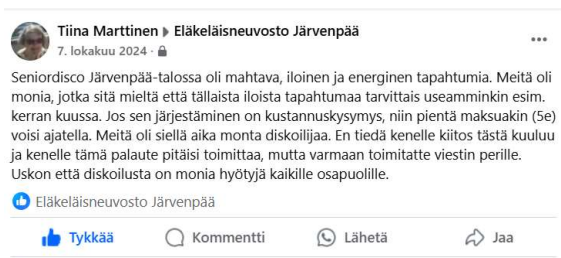 Tiina Marttinen ▸ Eläkeläisneuvosto Järvenpää
7. lokakuu 2024 ·
Seniordisco Järvenpää-talossa oli mahtava, iloinen ja energinen tapahtumia. Meitä oli
monia, jotka sitä mieltä että tällaista iloista tapahtumaa tarvittais useamminkin esim.
kerran kuussa. Jos sen järjestäminen on kustannuskysymys, niin pientä maksuakin (5e)
voisi ajatella. Meitä oli siellä aika monta diskoilijaa. En tiedä kenelle kiitos tästä kuuluu
ja kenelle tämä palaute pitäisi toimittaa, mutta varmaan toimitatte viestin perille.
Uskon että diskoilusta on monia hyötyjä kaikille osapuolille.
Eläkeläisneuvosto Järvenpää
Tykkää Kommentti Lähetä Jaa